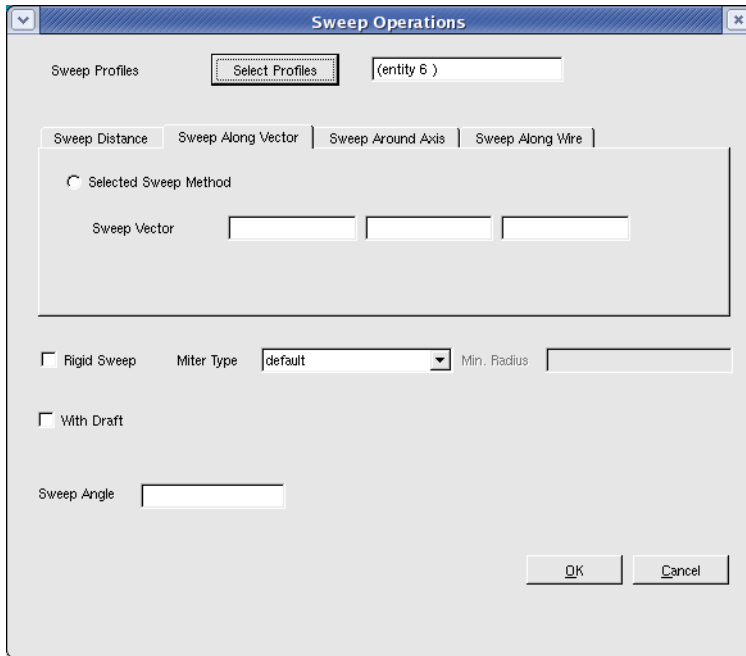 Sweep Operations
Sweep Profiles Select Profiles (entity 6 )
Sweep Distance Sweep Along Vector Sweep Around Axis Sweep Along Wire
Selected Sweep Method
Sweep Vector
Rigid Sweep Miter Type default Min. Radius
With Draft
Sweep Angle
OK Cancel